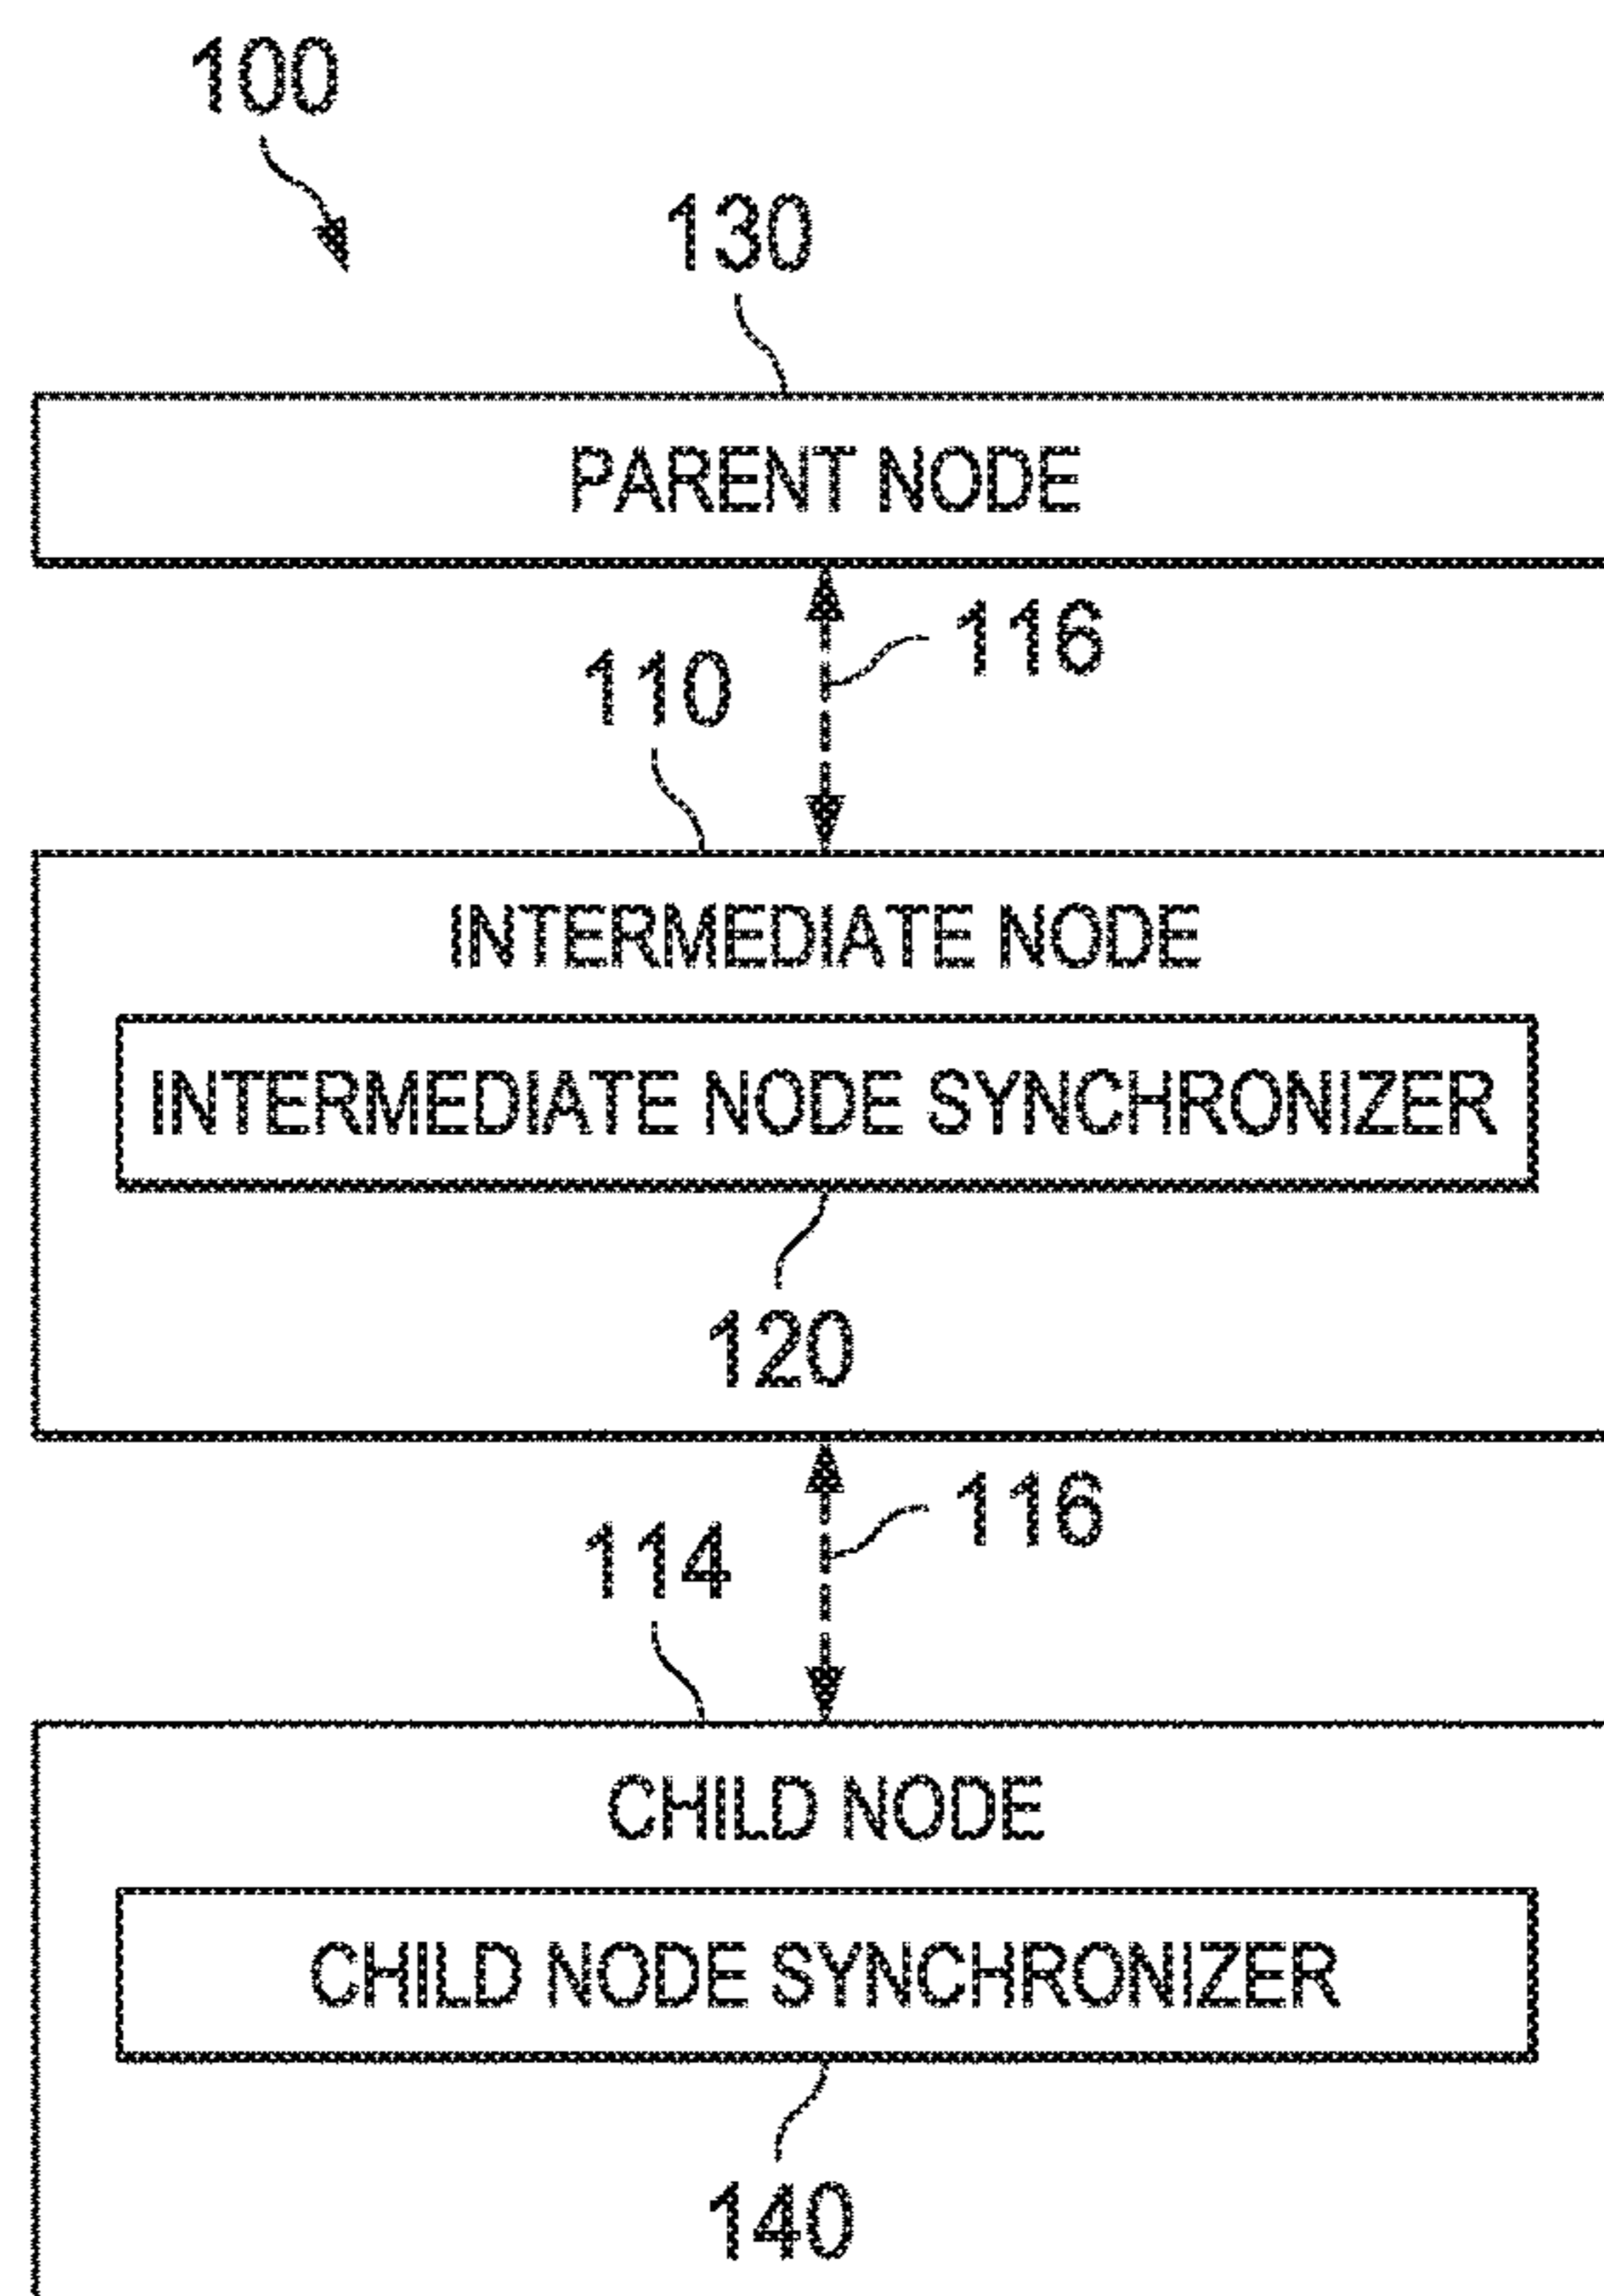 100
130
PARENT NODE
116
110
INTERMEDIATE NODE
INTERMEDIATE NODE SYNCHRONIZER
120
116
114
CHILD NODE
CHILD NODE SYNCHRONIZER
140